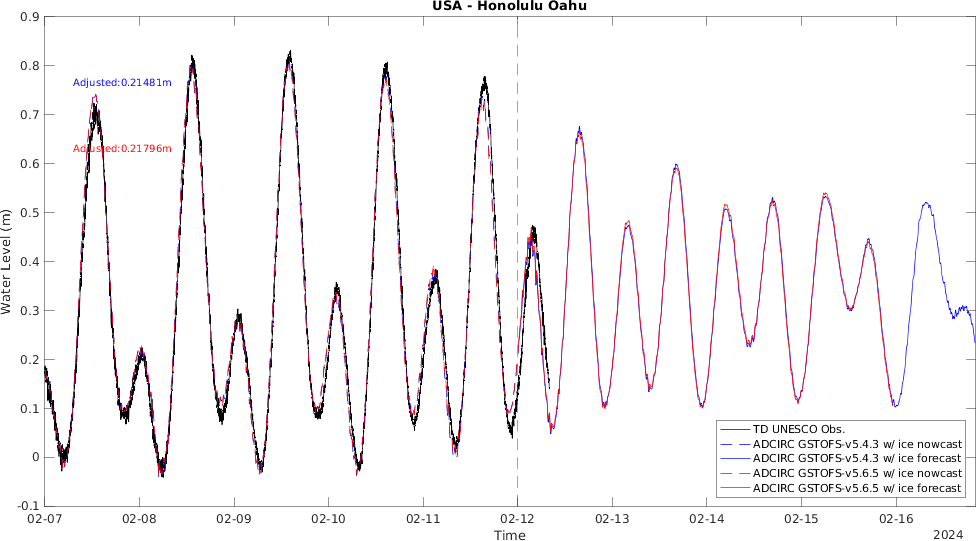 USA - Honolulu Oahu
0.9
0.8
0.7
0.6
0.5
0.4
0.3
0.2
0.1
0
-0.1
Water Level (m)
Adjusted:0.21481m
Adjusted:0.21796m
TD UNESCO Obs.
ADCIRC GSTOFS-v5.4.3 w/ ice nowcast
ADCIRC GSTOFS-v5.4.3 w/ ice forecast
ADCIRC GSTOFS-v5.6.5 w/ ice nowcast
ADCIRC GSTOFS-v5.6.5 w/ ice forecast
02-07 02-08 02-09 02-10 02-11 02-12 02-13 02-14 02-15 02-16
Time
2024